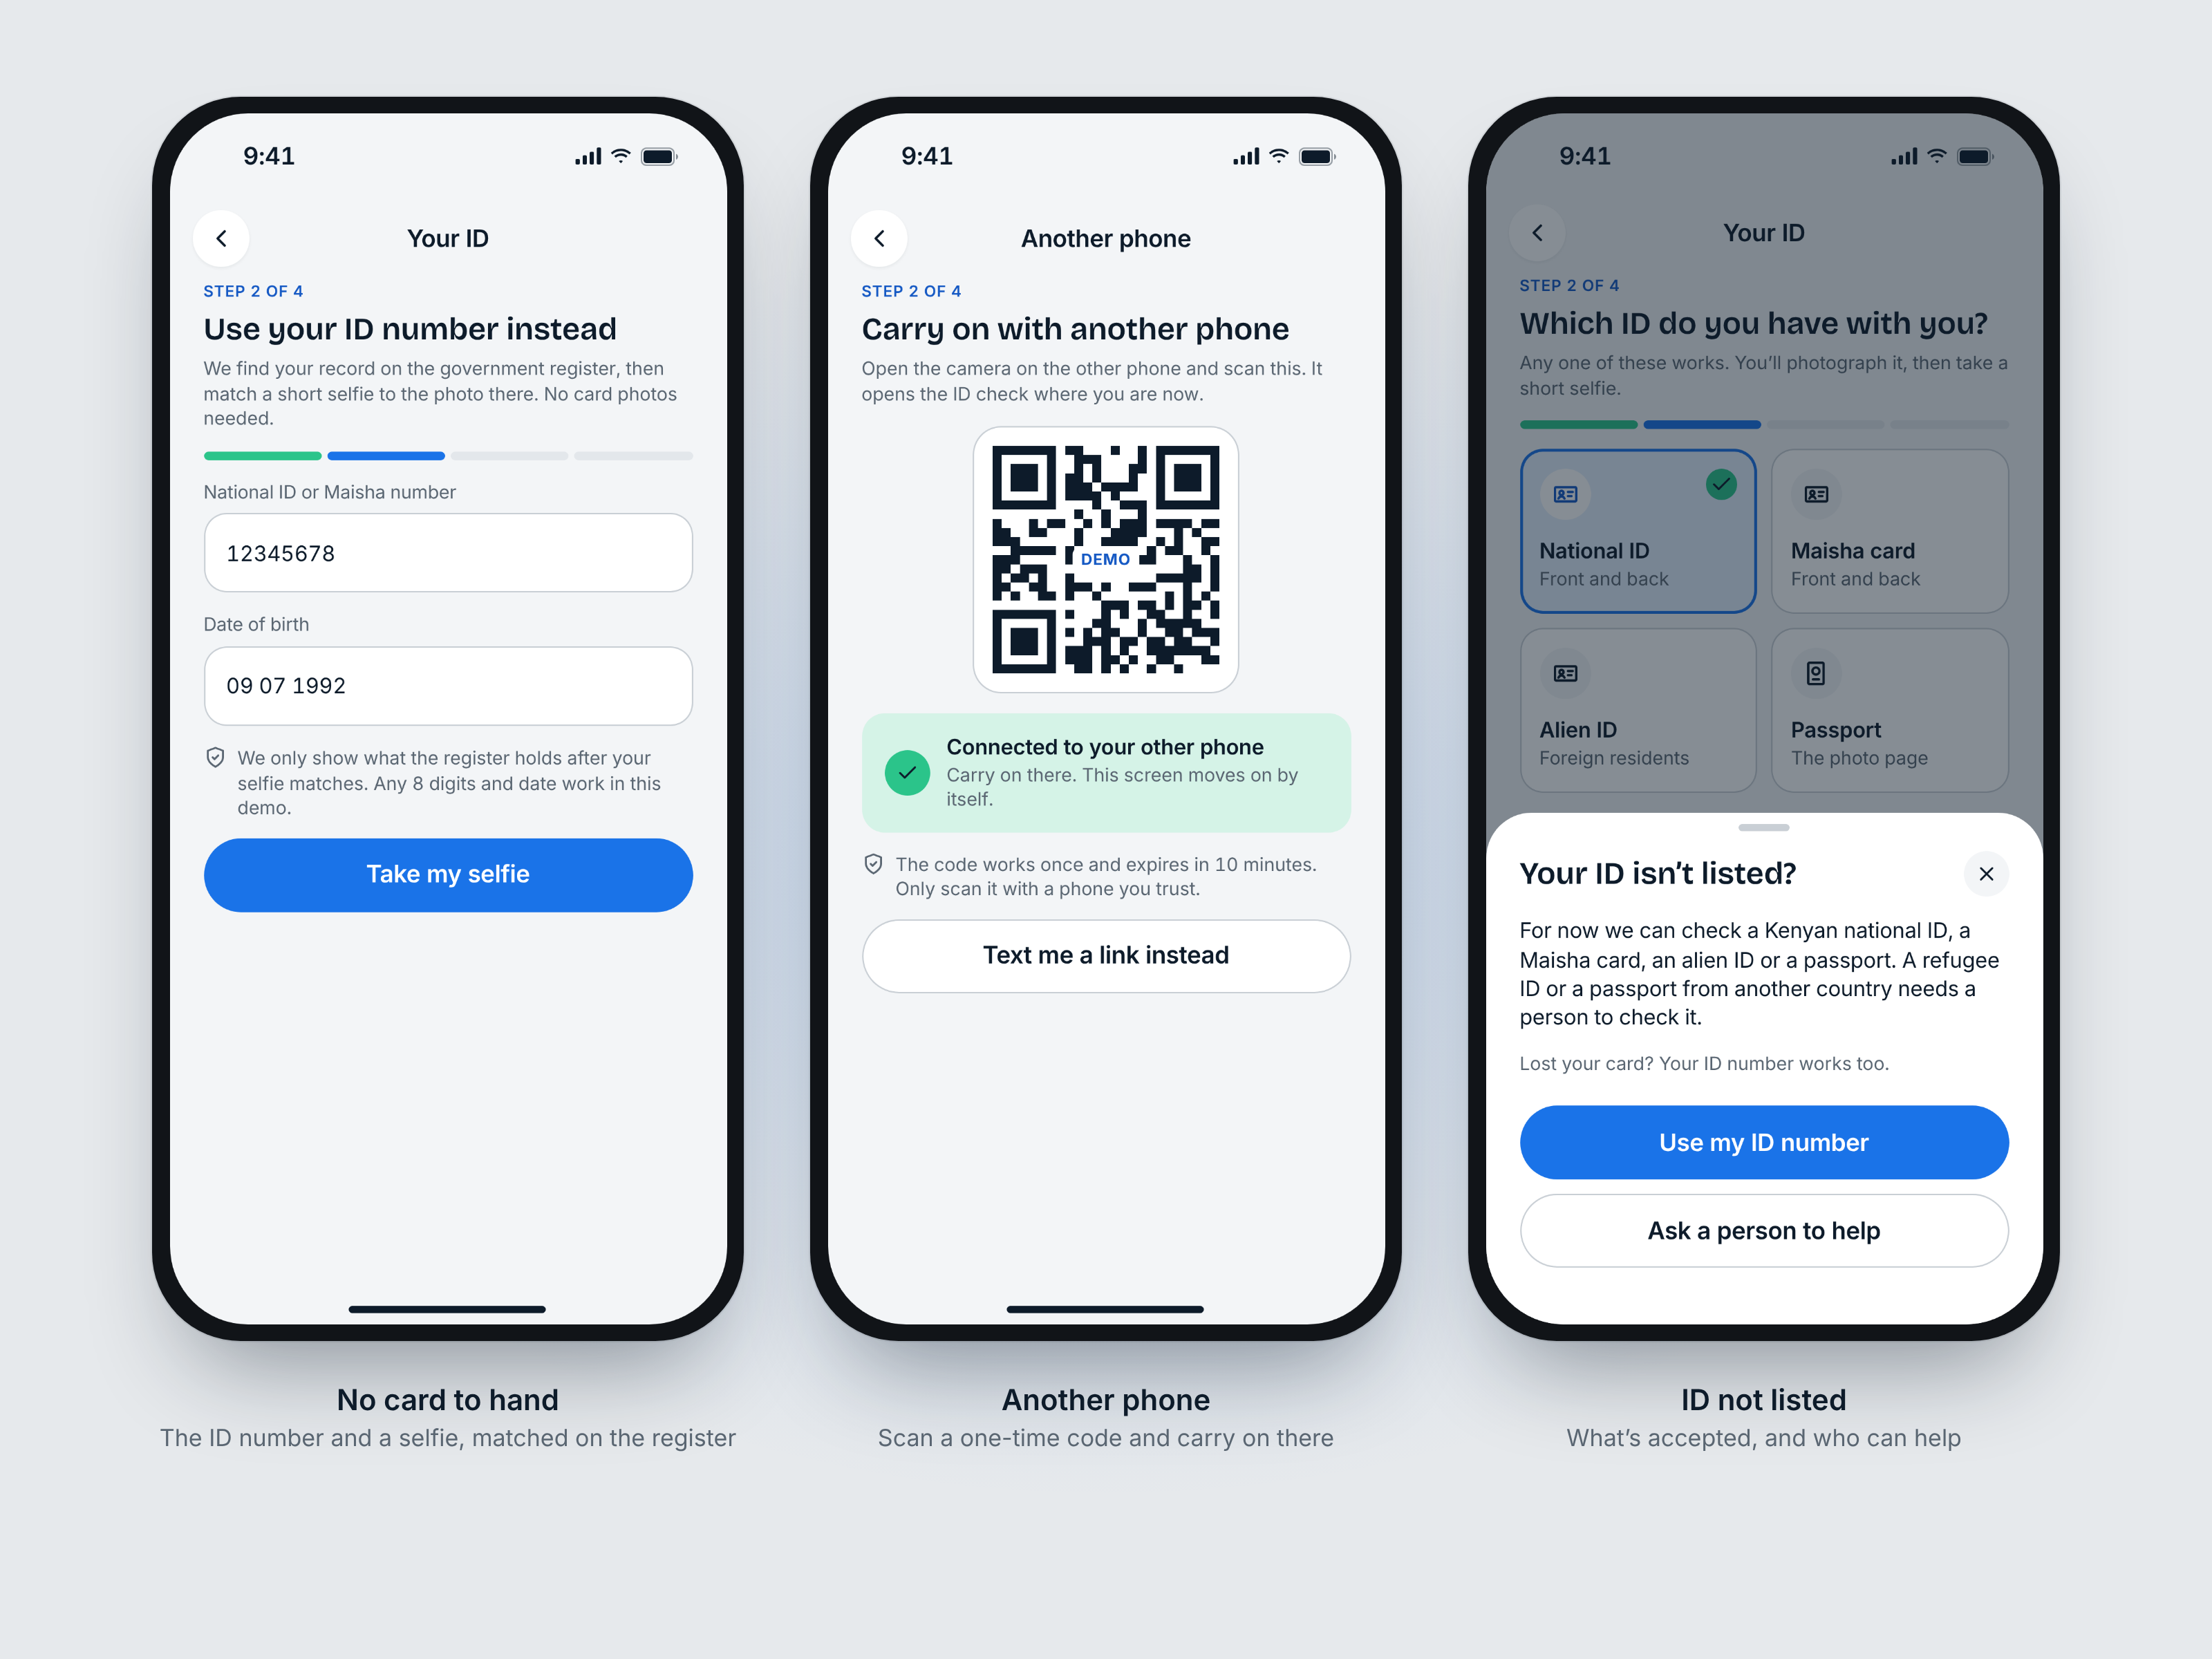 9:41
Your ID
STEP 2 OF 4
Use your ID number instead
We find your record on the government register, then
match a short selfie to the photo there. No card photos
needed.
National ID or Maisha number
12345678
Date of birth
09 07 1992
We only show what the register holds after your
selfie matches. Any 8 digits and date work in this
demo.
Take my selfie
No card to hand
The ID number and a selfie, matched on the register
9:41
Another phone
STEP 2 OF 4
Carry on with another phone
Open the camera on the other phone and scan this. It
opens the ID check where you are now.
DEMO
Connected to your other phone
Carry on there. This screen moves on by
itself.
The code works once and expires in 10 minutes.
Only scan it with a phone you trust.
Text me a link instead
Another phone
Scan a one-time code and carry on there
9:41
Your ID
STEP 2 OF 4
Which ID do you have with you?
Any one of these works. You’ll photograph it, then take a
short selfie.
National ID
Front and back
Maisha card
Front and back
Alien ID
Foreign residents
Passport
The photo page
Your ID isn’t listed?
For now we can check a Kenyan national ID, a
Maisha card, an alien ID or a passport. A refugee
ID or a passport from another country needs a
person to check it.
Lost your card? Your ID number works too.
Use my ID number
Ask a person to help
ID not listed
What’s accepted, and who can help